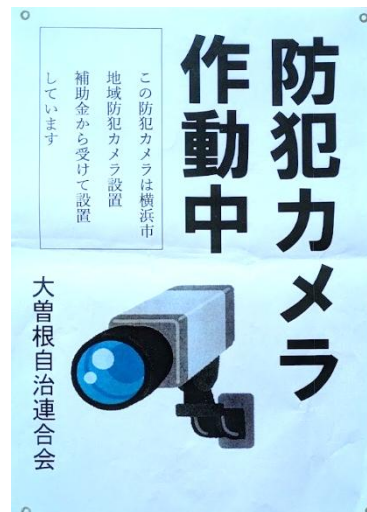 防犯カメラ
作動中
この防犯カメラは横浜市
地域防犯カメラ設置
補助金から受けて設置
しています
大曽根自治連合会